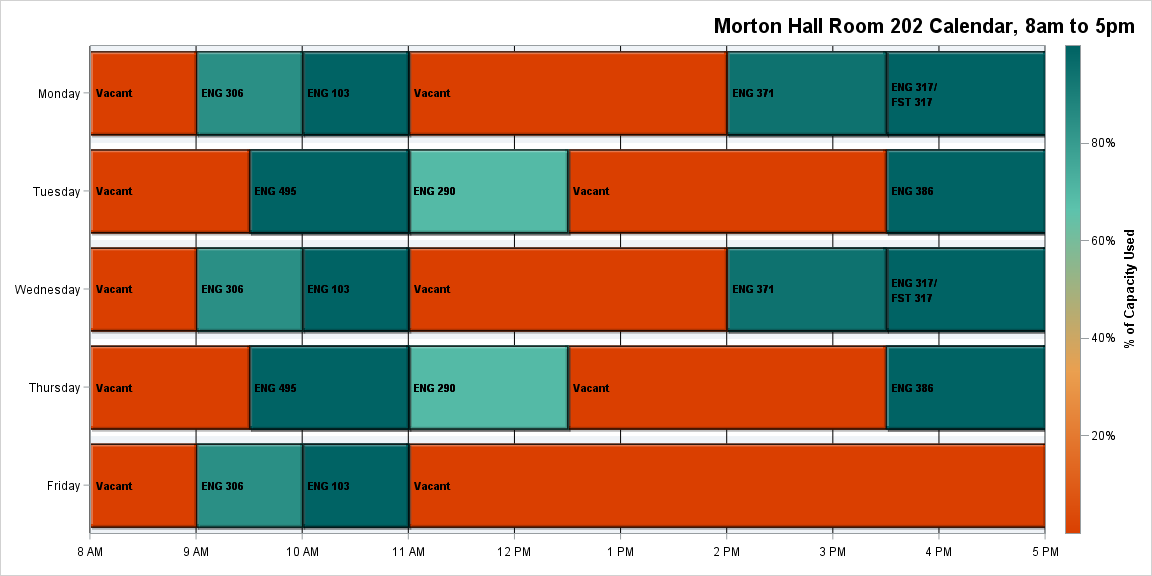 Morton Hall Room 202 Calendar, 8am to 5pm
Monday
Vacant
ENG 306
ENG 103
Vacant
ENG 371
ENG 317/
FST 317
Tuesday
Vacant
ENG 495
ENG 290
Vacant
ENG 386
Wednesday
Vacant
ENG 306
ENG 103
Vacant
ENG 371
ENG 317/
FST 317
Thursday
Vacant
ENG 495
ENG 290
Vacant
ENG 386
Friday
Vacant
ENG 306
ENG 103
Vacant
8 AM
9 AM
10 AM
11 AM
12 PM
1 PM
2 PM
3 PM
4 PM
5 PM
80%
60%
40%
20%
% of Capacity Used